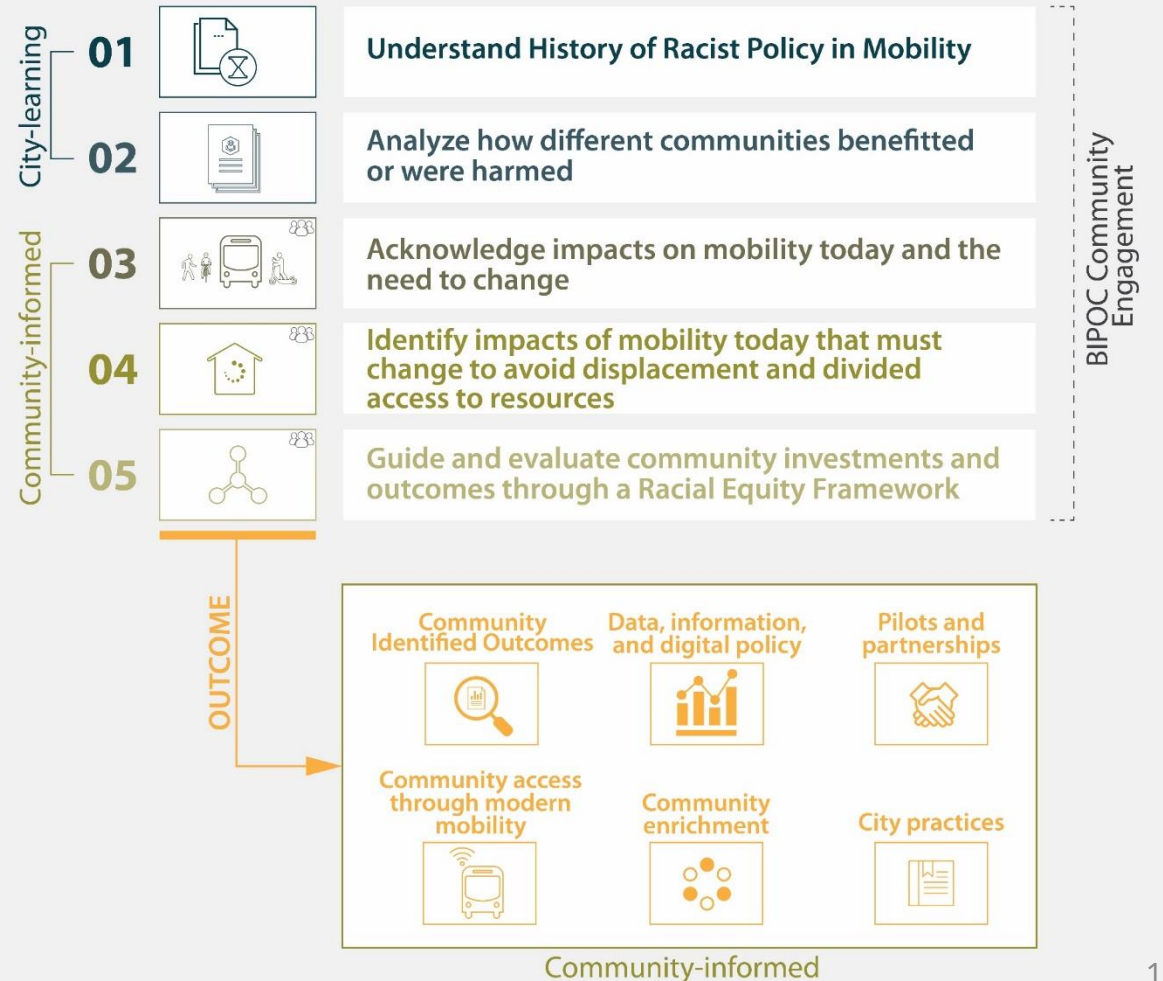 City-learning
01
Understand History of Racist Policy in Mobility
02
Analyze how different communities benefitted
or were harmed
Community-informed
03
Acknowledge impacts on mobility today and the
need to change
04
Identify impacts of mobility today that must
change to avoid displacement and divided
access to resources
05
Guide and evaluate community investments and
outcomes through a Racial Equity Framework
BIPOC Community
Engagement
OUTCOME
Community
Identified Outcomes
Data, information,
and digital policy
Pilots and
partnerships
Community access
through modern
mobility
Community
enrichment
City practices
Community-informed
1